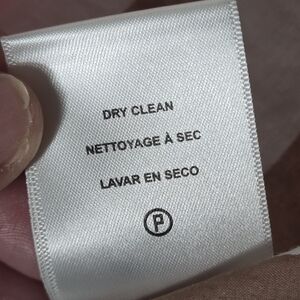 DRY CLEAN
NETTOYAGE À SEC
LAVAR EN SECO
P